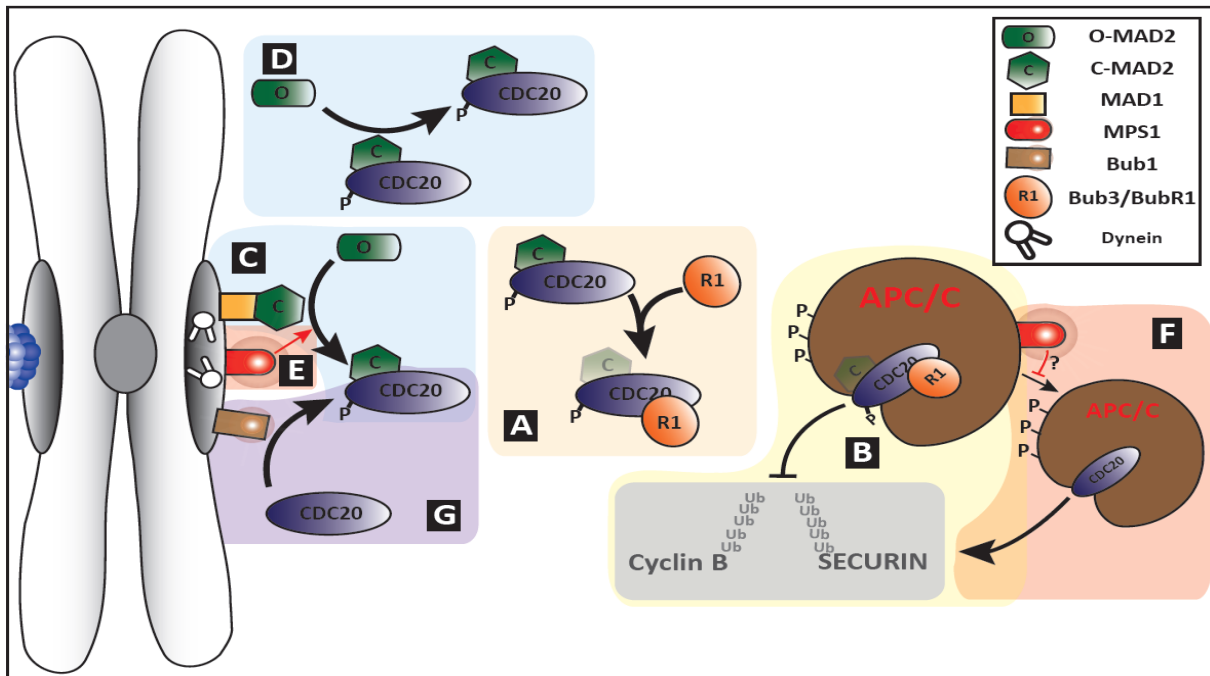 D
O
C
CDC20
P
C
CDC20
P
C
O
C
E
C
CDC20
P
CDC20
G
C
CDC20
P
R1
C
CDC20
P
R1
A
APC/C
P
P
P
C
CDC20
R1
P
B
?
F
APC/C
P
P
P
CDC20
Ub Ub
Ub Ub
Ub Ub
Ub Ub
Ub Ub
Cyclin B SECURIN
O O-MAD2
C C-MAD2
MAD1
MPS1
Bub1
R1 Bub3/BubR1
Dynein